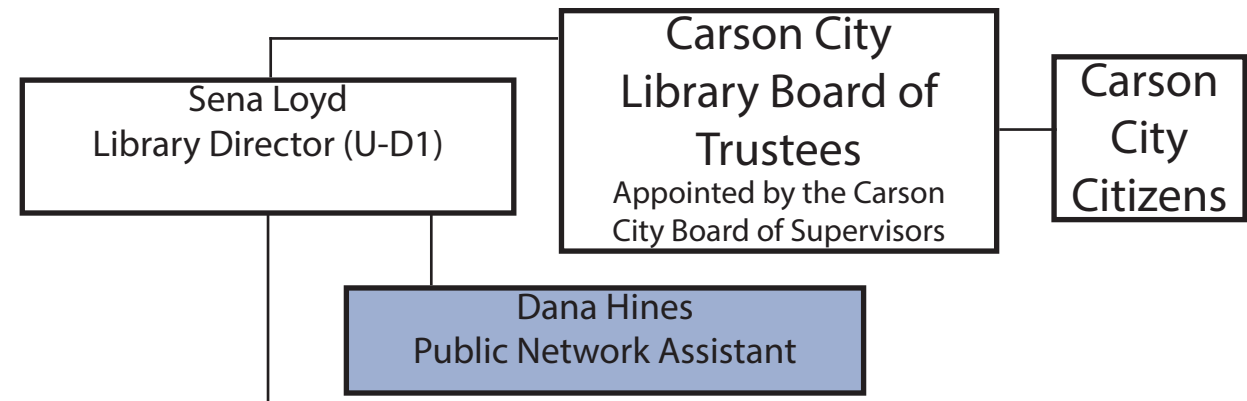 Carson City
Library Board of
Trustees
Appointed by the Carson
City Board of Supervisors
Carson
City
Citizens
Sena Loyd
Library Director (U-D1)
Dana Hines
Public Network Assistant